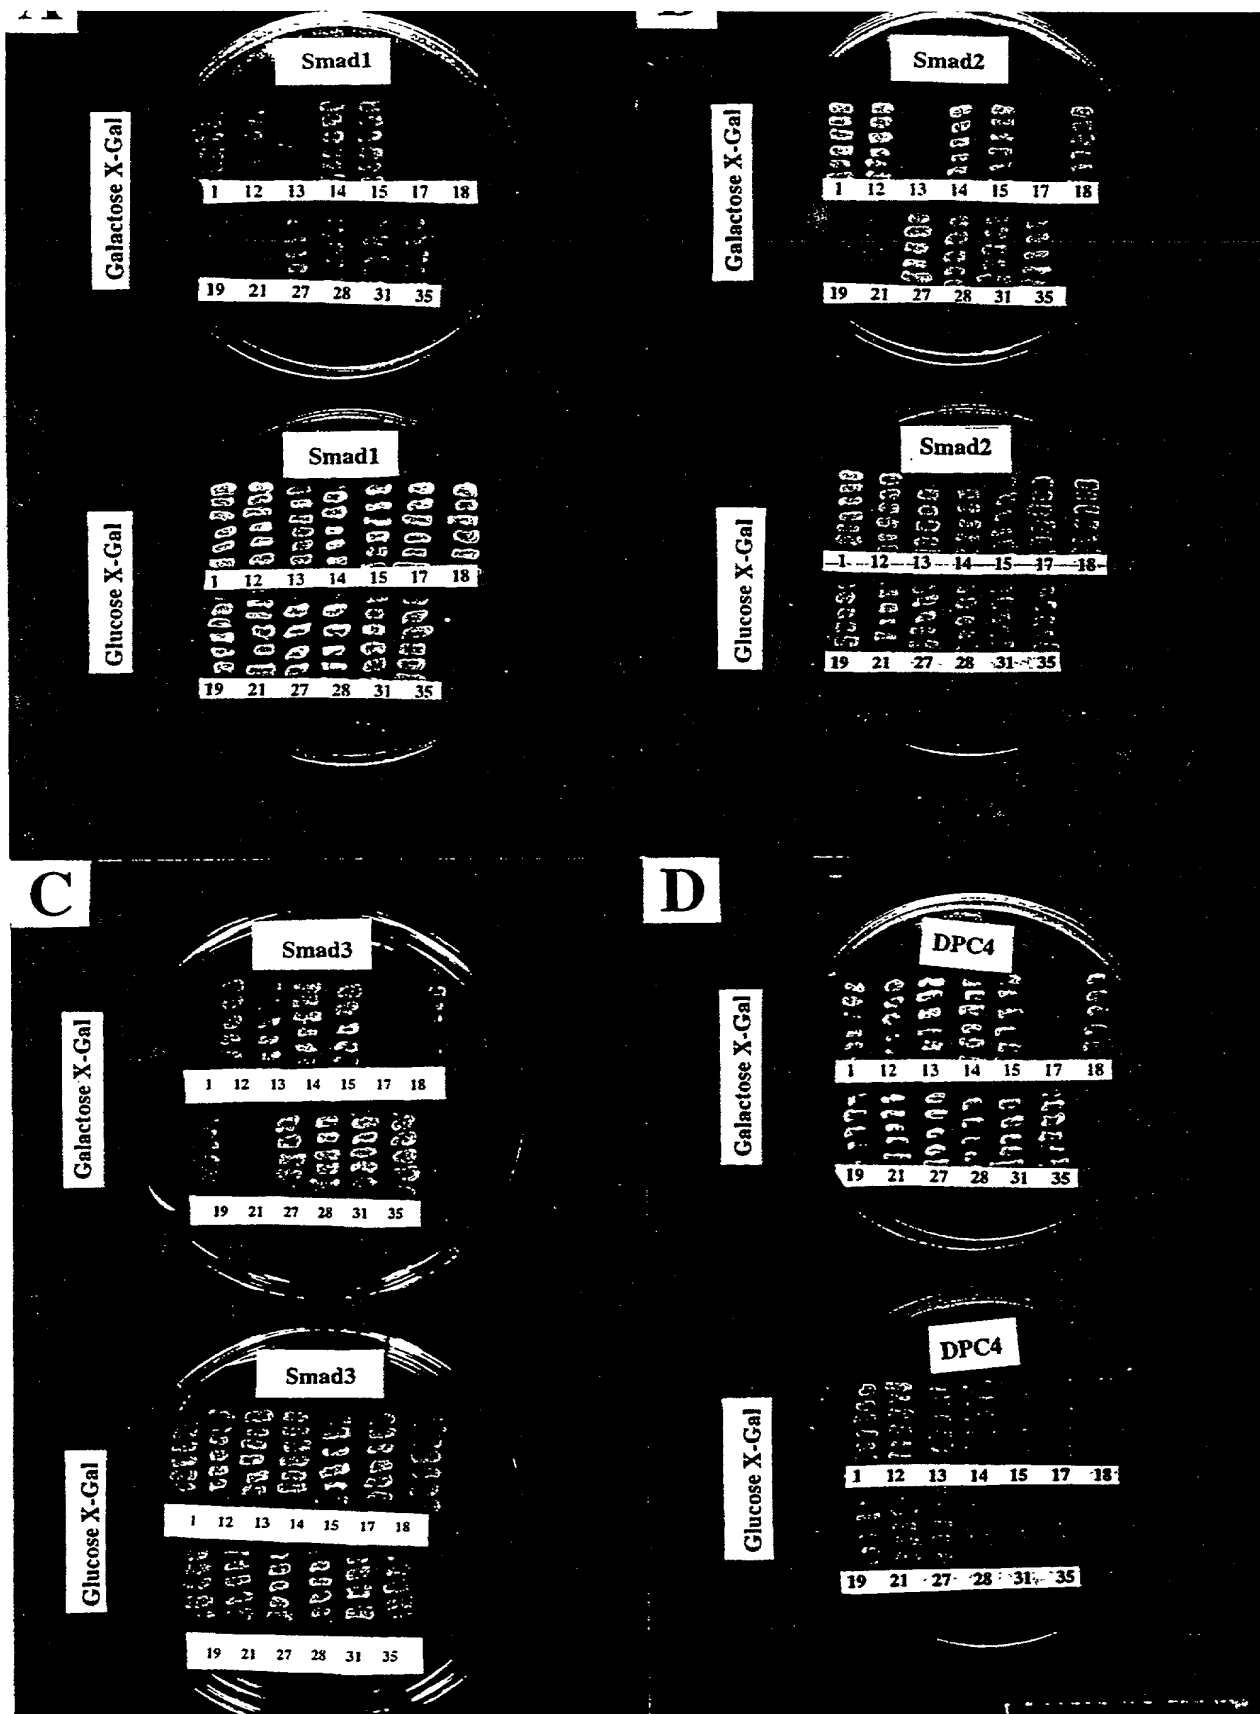 A
Smad1
Galactose X-Gal
1 12 13 14 15 17 18
19 21 27 28 31 35
Smad1
Glucose X-Gal
1 12 13 14 15 17 18
19 21 27 28 31 35
Smad2
Galactose X-Gal
1 12 13 14 15 17 18
19 21 27 28 31 35
Smad2
Glucose X-Gal
1 12 13 14 15 17 18
19 21 27 28 31 35
C
Smad3
Galactose X-Gal
1 12 13 14 15 17 18
19 21 27 28 31 35
Smad3
Glucose X-Gal
1 12 13 14 15 17 18
19 21 27 28 31 35
D
DPC4
Galactose X-Gal
1 12 13 14 15 17 18
19 21 27 28 31 35
DPC4
Glucose X-Gal
1 12 13 14 15 17 18
19 21 27 28 31 35